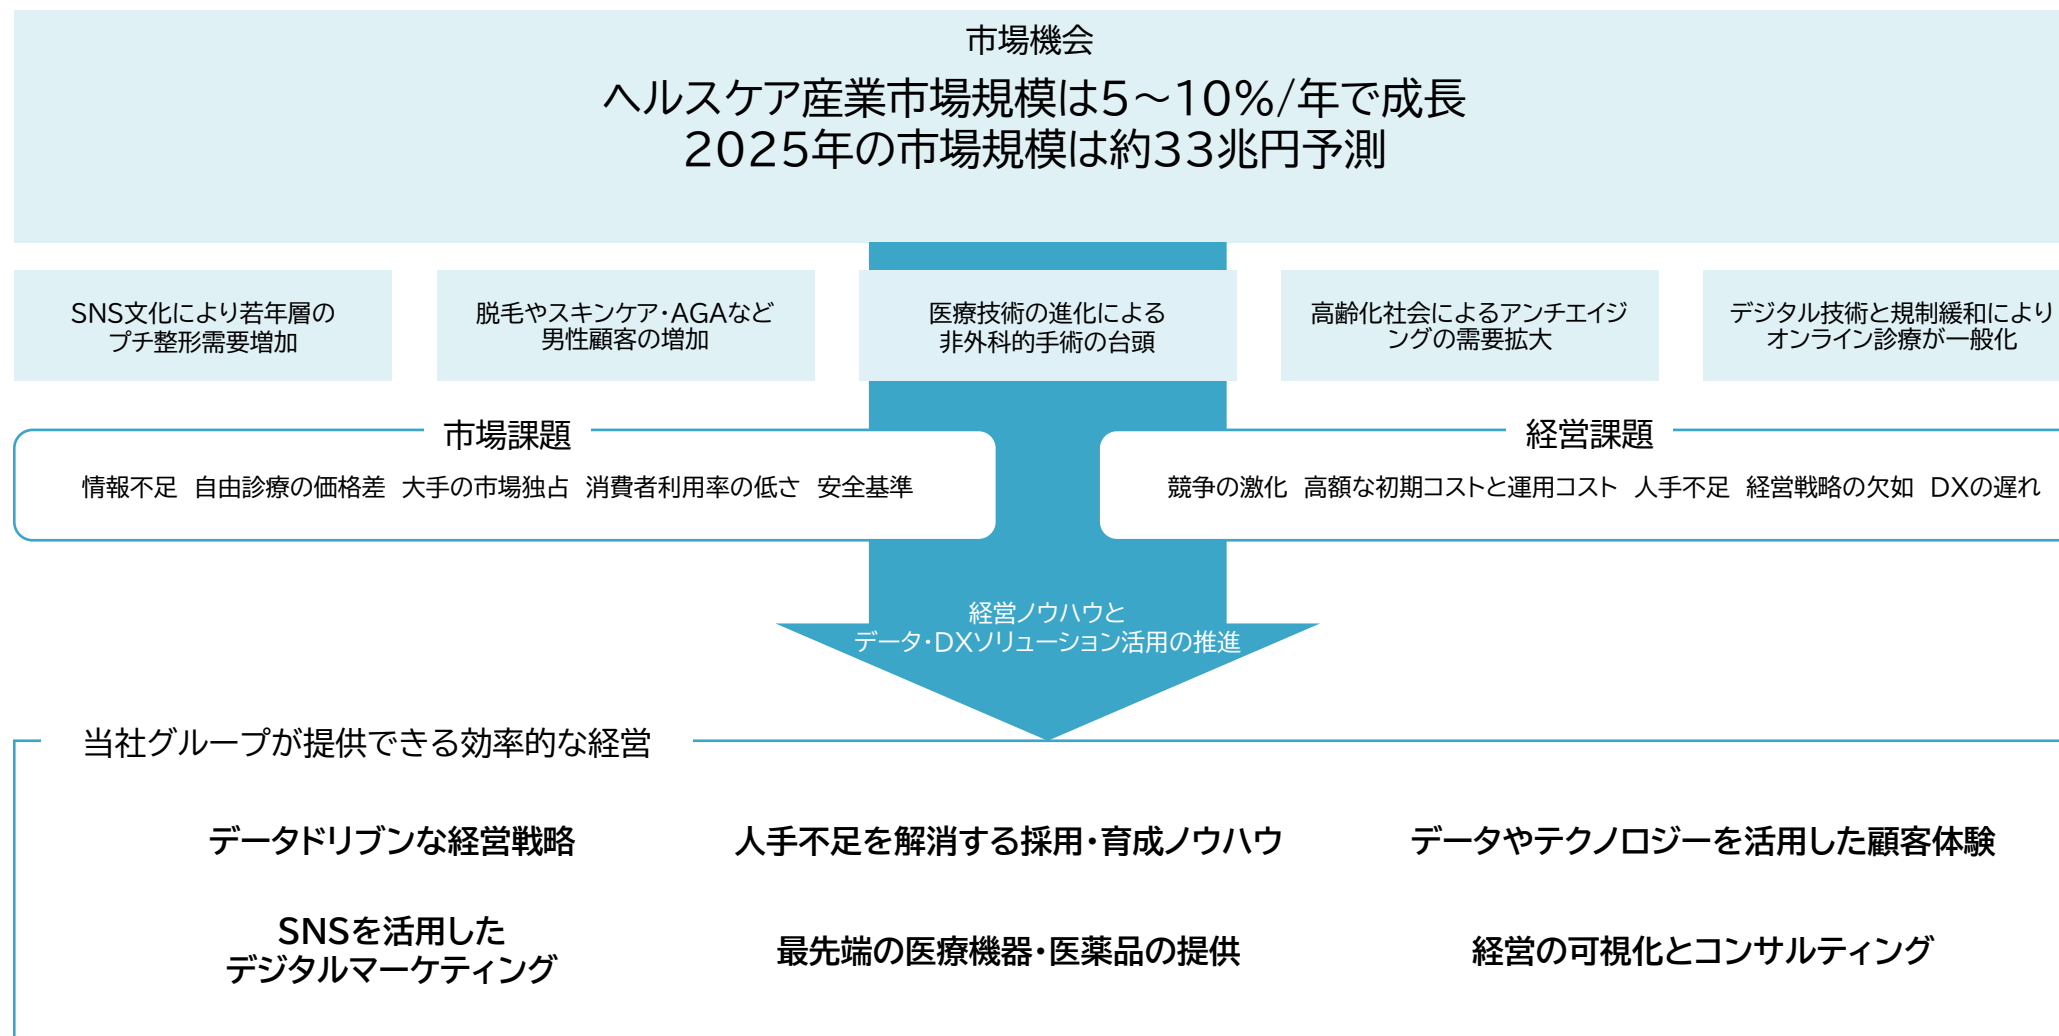 市場機会
ヘルスケア産業市場規模は5～10%/年で成長
2025年の市場規模は約33兆円予測
SNS文化により若年層の
プチ整形需要増加
脱毛やスキンケア・AGAなど
男性顧客の増加
医療技術の進化による
非外科的手術の台頭
高齢化社会によるアンチエイジ
ングの需要拡大
デジタル技術と規制緩和により
オンライン診療が一般化
市場課題
情報不足 自由診療の価格差 大手の市場独占 消費者利用率の低さ 安全基準
経営課題
競争の激化 高額な初期コストと運用コスト 人手不足 経営戦略の欠如 DXの遅れ
経営ノウハウと
データ・DXソリューション活用の推進
当社グループが提供できる効率的な経営
データドリブンな経営戦略
人手不足を解消する採用・育成ノウハウ
データやテクノロジーを活用した顧客体験
SNSを活用した
デジタルマーケティング
最先端の医療機器・医薬品の提供
経営の可視化とコンサルティング